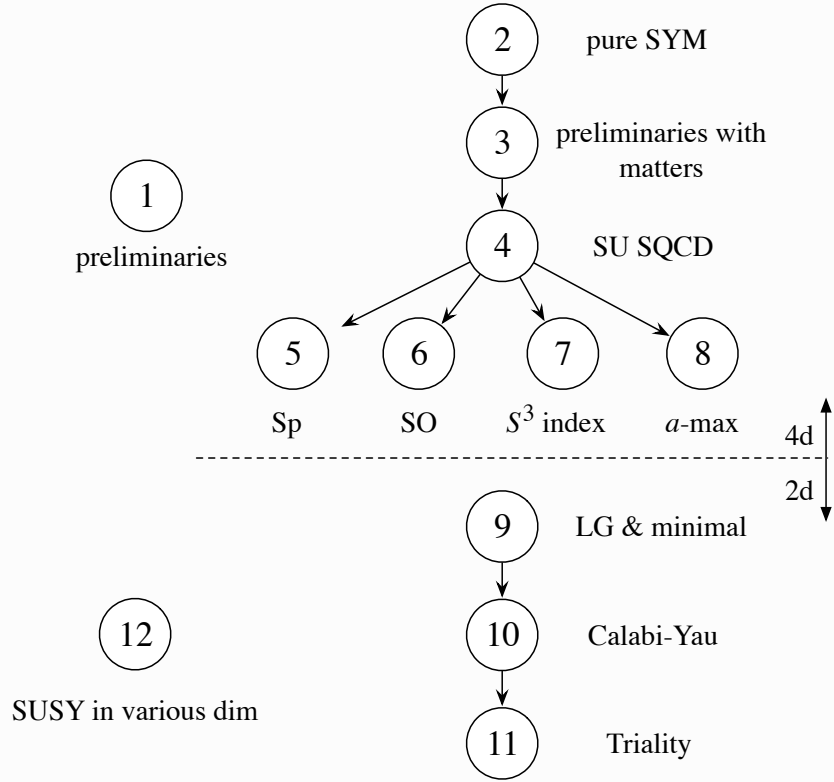 2
pure SYM
3
preliminaries with
matters
1
preliminaries
4
SU SQCD
5
6
7
8
Sp
SO
S^3 index
a-max
4d
2d
9
LG & minimal
12
SUSY in various dim
10
Calabi-Yau
11
Triality